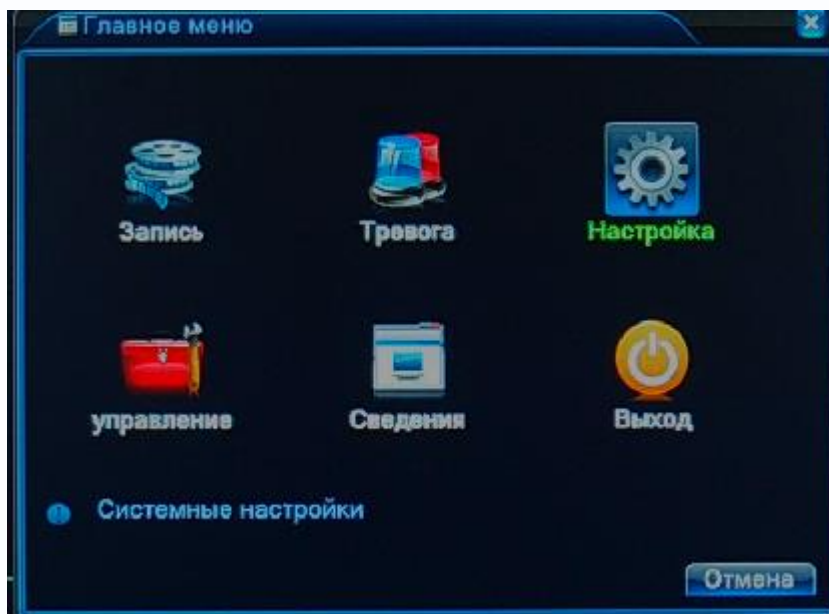 Главное меню
Запись
Тревога
Настройка
управление
Сведения
Выход
Системные настройки
Отмена